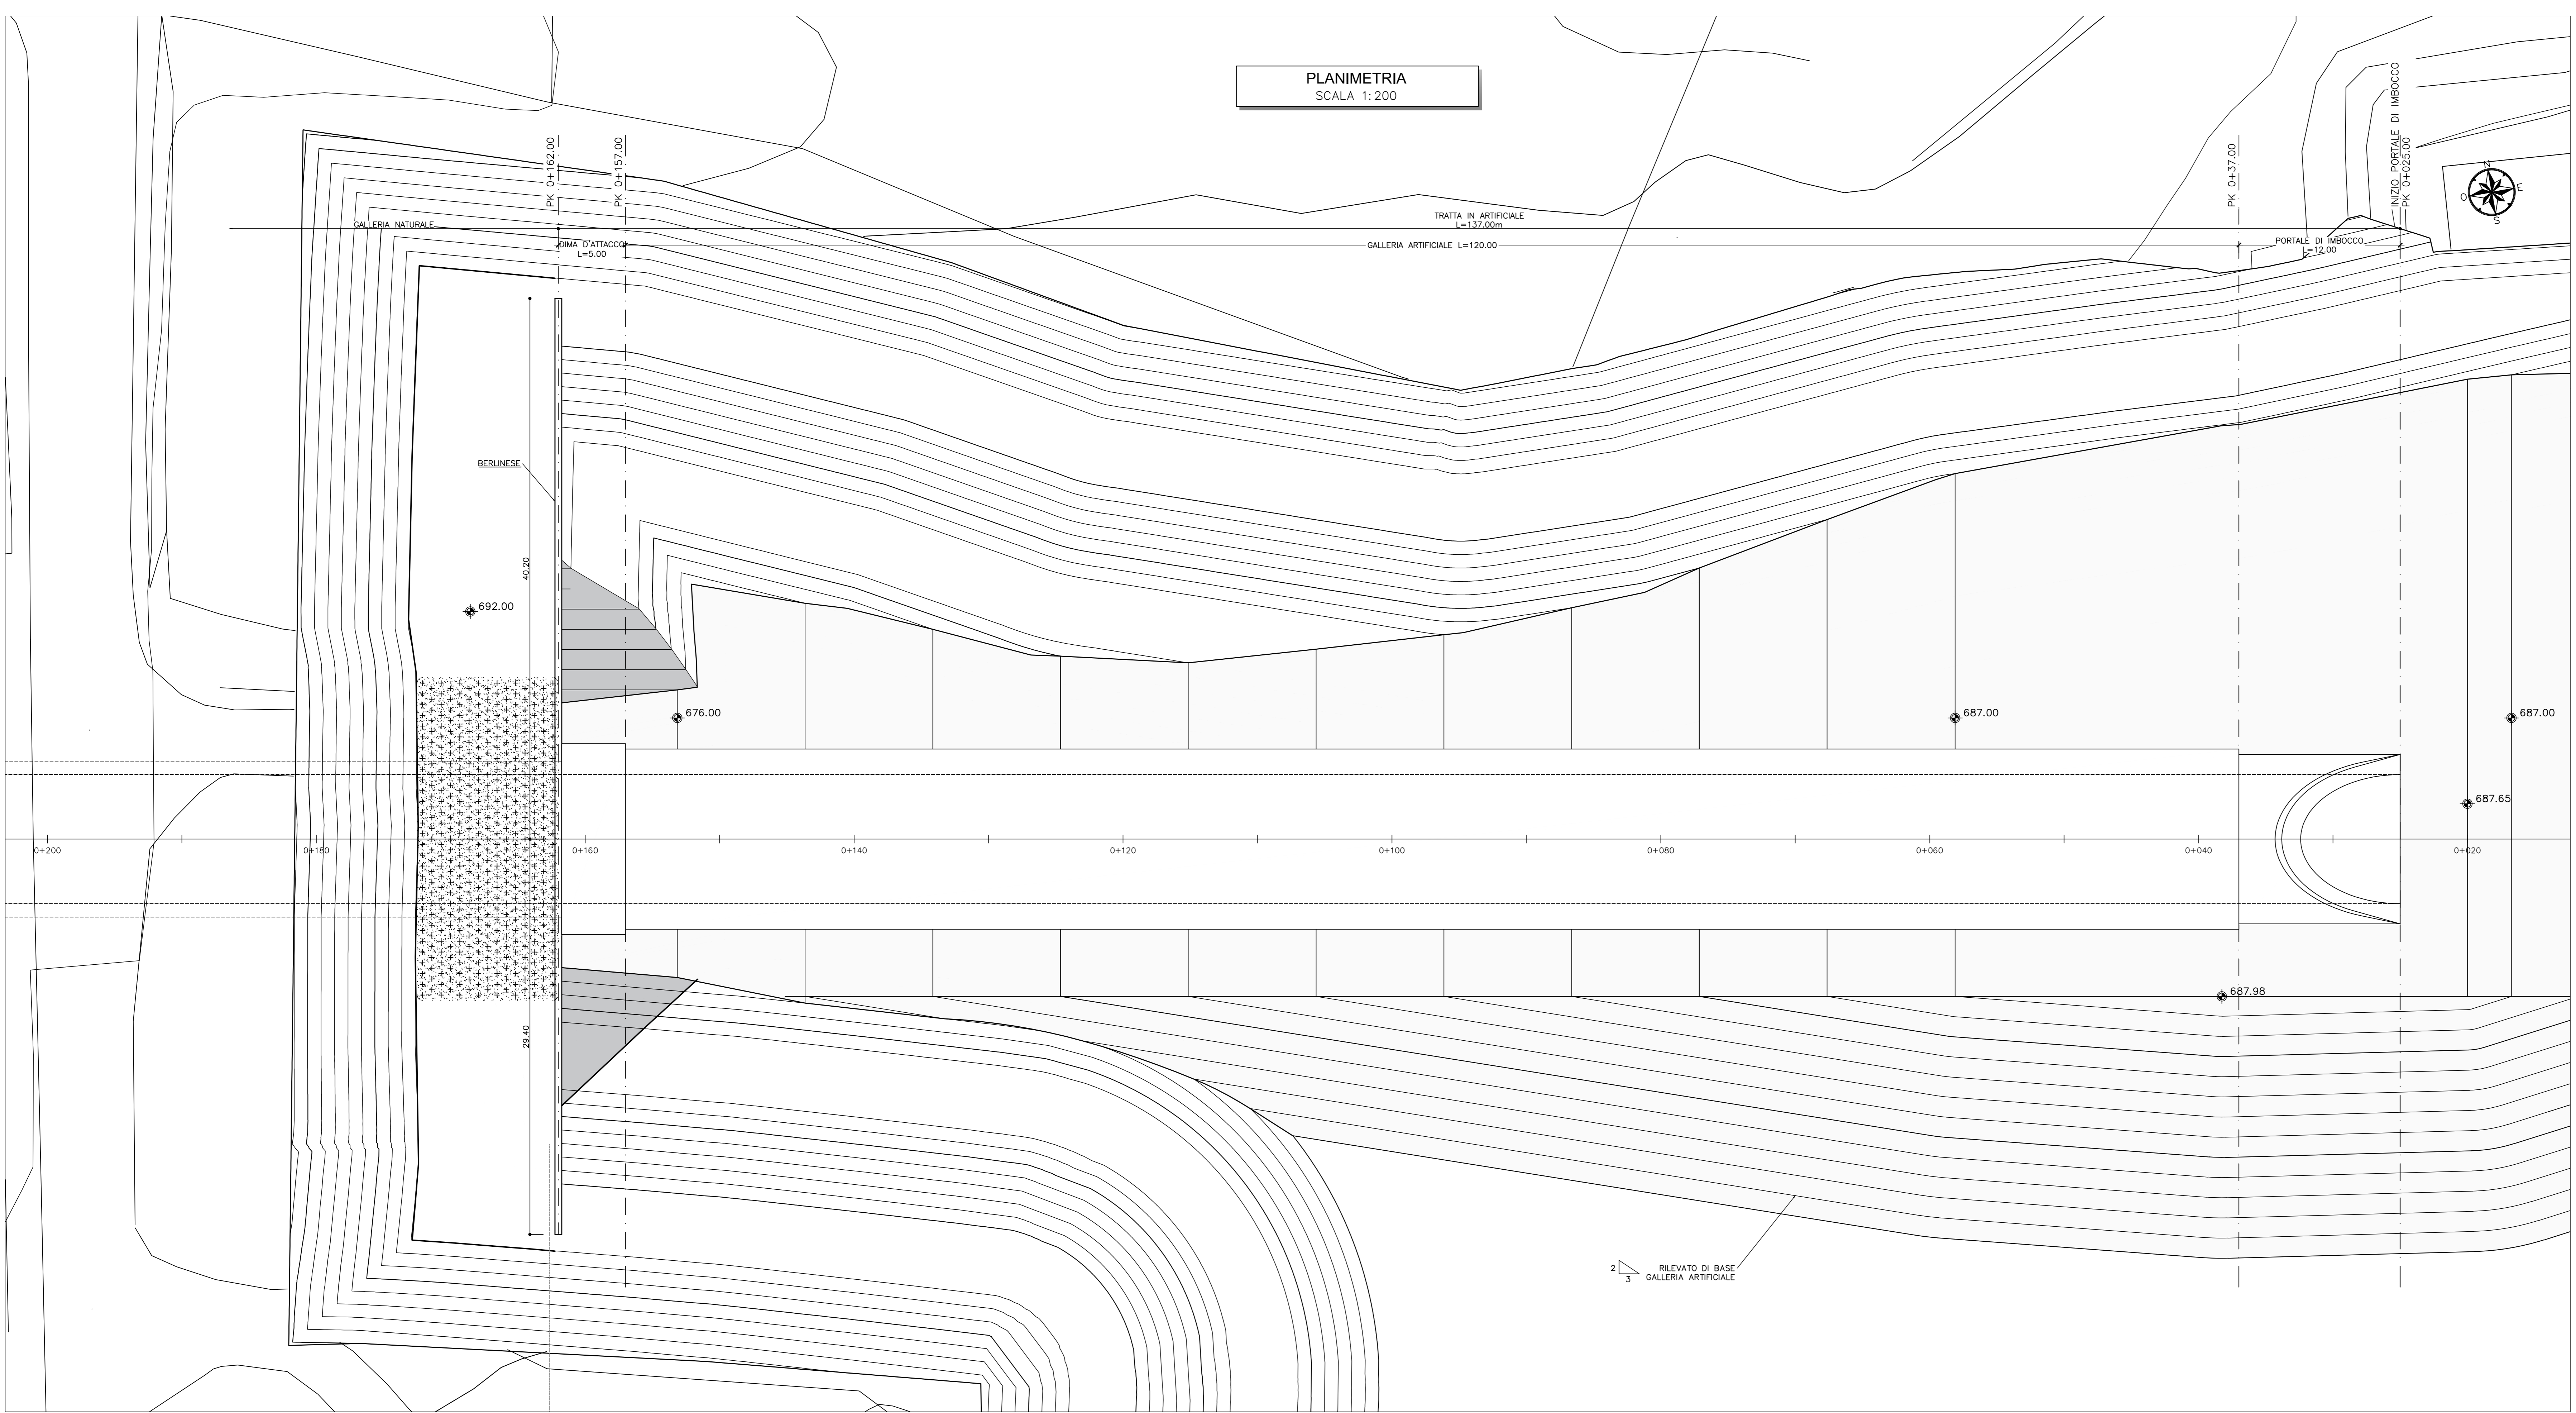 PLANIMETRIA
SCALA 1:200
PK 0+162.00
PK 0+157.00
PK 0+37.00
INIZIO PORTALE DI IMBOCCO
PK 0+025.00
N
E
O
S
GALLERIA NATURALE
TRATTA IN ARTIFICIALE
L=137.00m
DIMA D'ATTACCO
L=5.00
GALLERIA ARTIFICIALE L=120.00
PORTALE DI IMBOCCO
L=12.00
BERLINESE
40.20
692.00
676.00
687.00
687.00
687.65
0+200
0+180
0+160
0+140
0+120
0+100
0+080
0+060
0+040
0+020
687.98
29.40
2
3
RILEVATO DI BASE
GALLERIA ARTIFICIALE